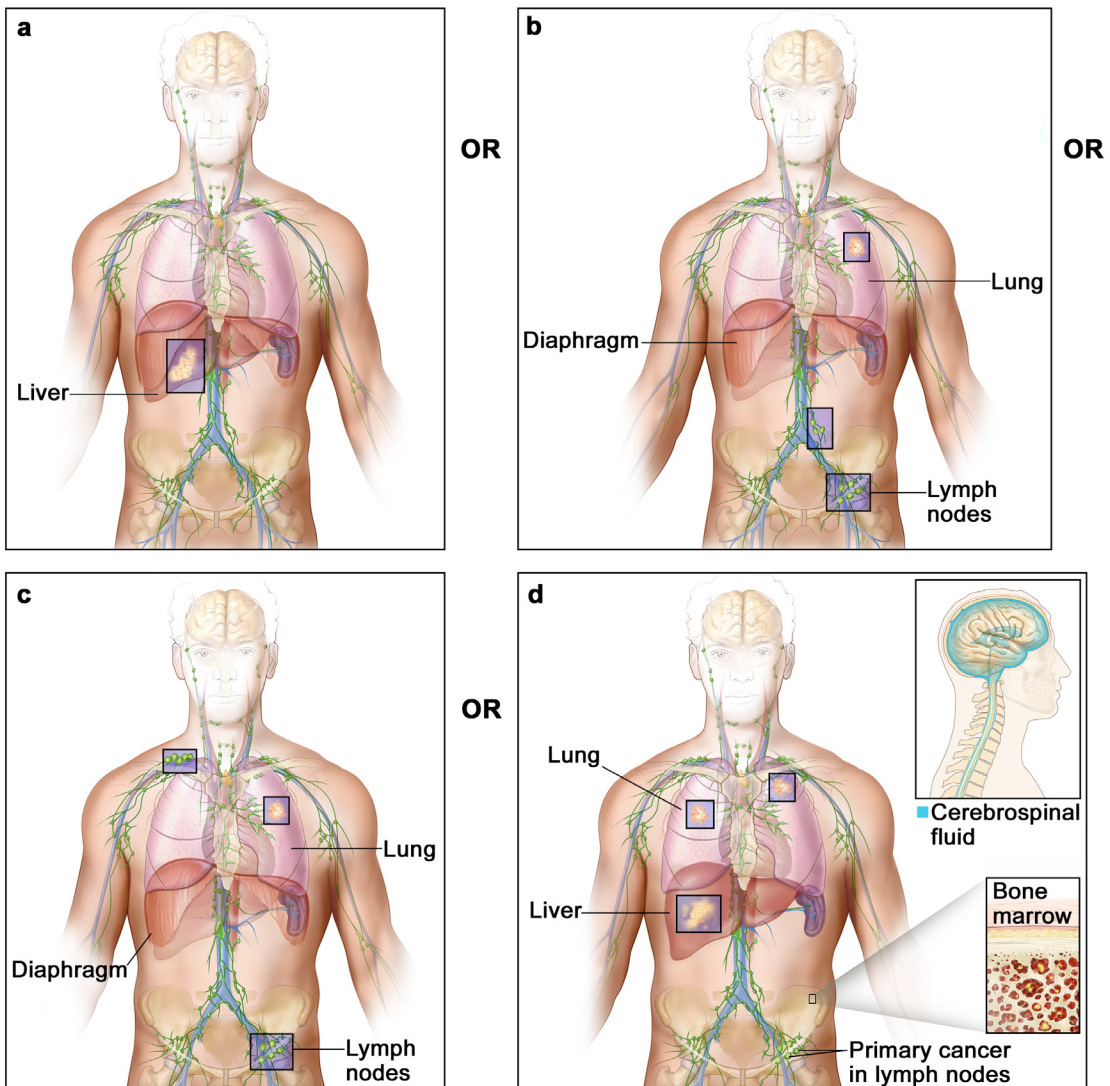 a
Liver
OR
b
Lung
Diaphragm
Lymph
nodes
OR
c
Lung
Diaphragm
Lymph
nodes
OR
d
Lung
Liver
Cerebrospinal
fluid
Bone
marrow
Primary cancer
in lymph nodes